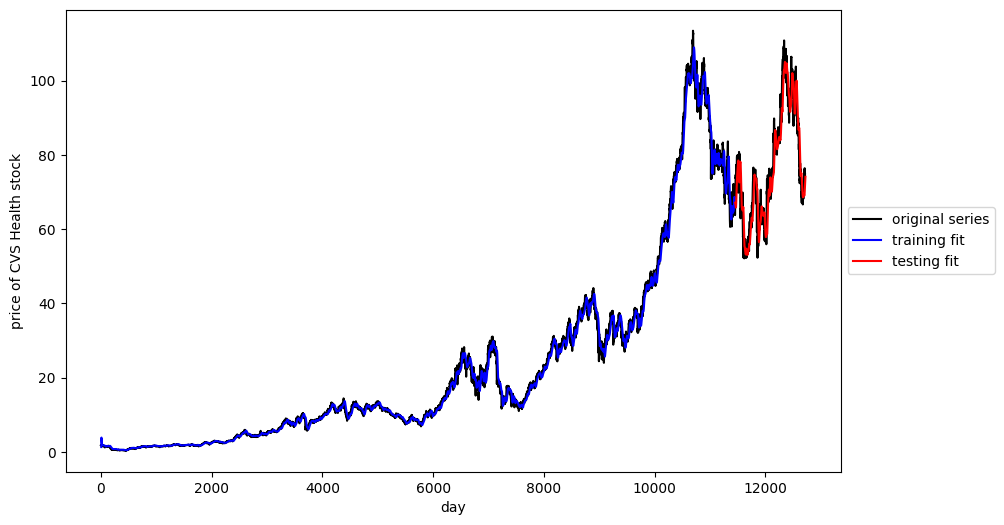 price of CVS Health stock
100
80
60
40
20
0
0 2000 4000 6000 8000 10000 12000
day
original series
training fit
testing fit